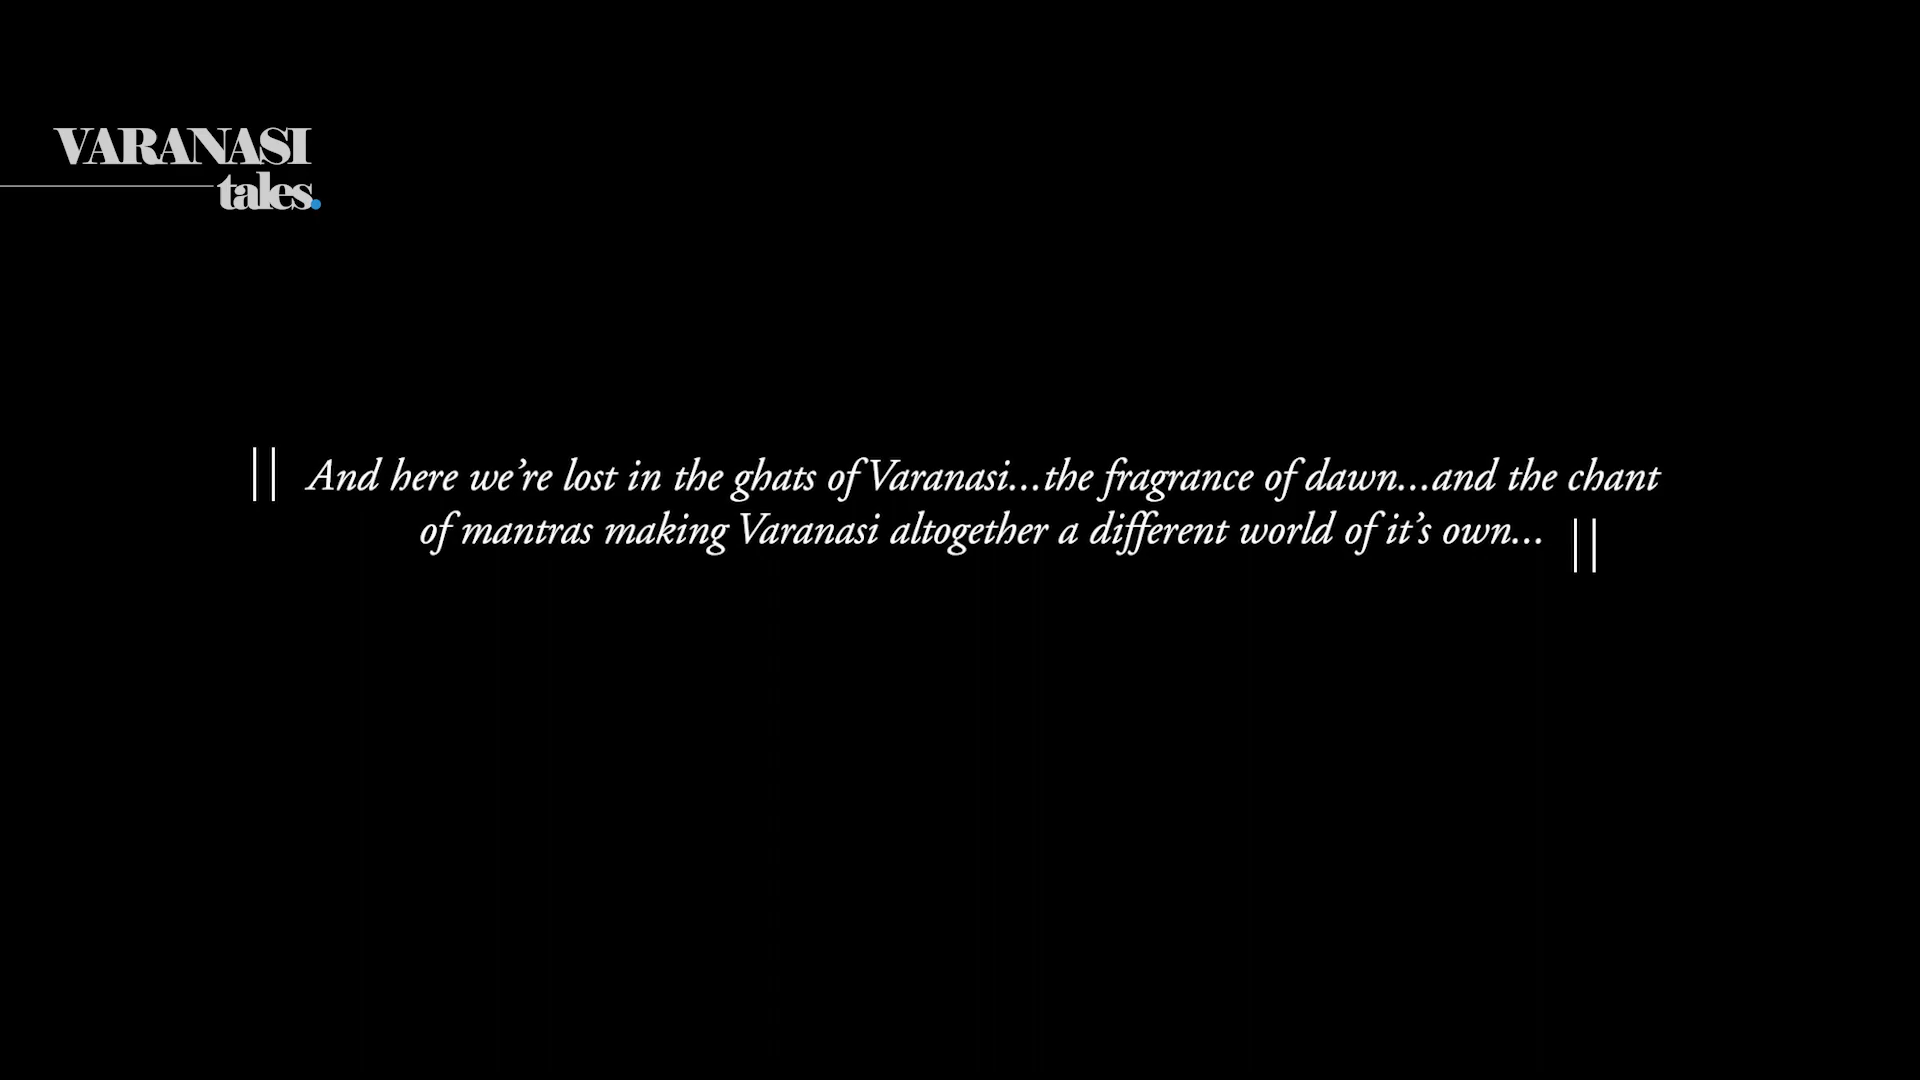 VARANASI
tales.
|| And here we’re lost in the ghats of Varanasi...the fragrance of dawn...and the chant
of mantras making Varanasi altogether a different world of it’s own... ||